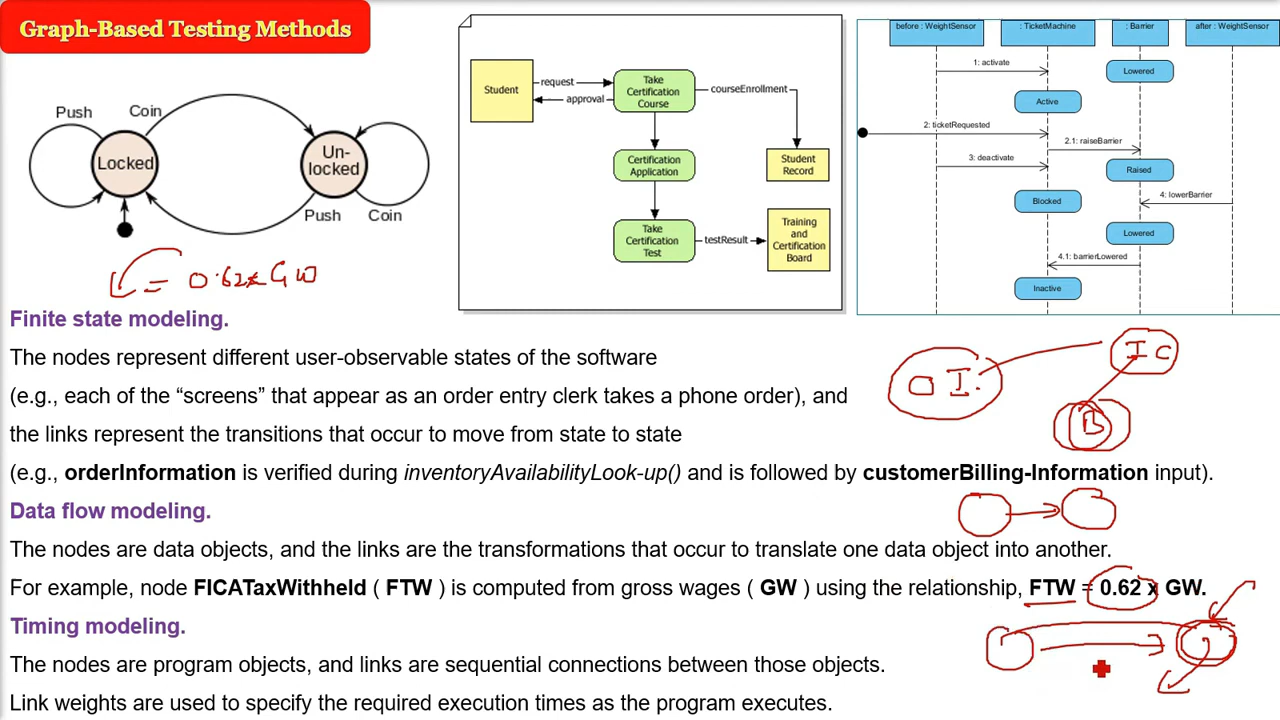 Graph-Based Testing Methods
Push
Coin
Locked
Un-
locked
Push
Coin
= 0.62x GW
Student
request
approval
Take
Certification
Course
courseEnrollment
Certification
Application
Student
Record
Take
Certification
Test
testResult
Training
and
Certification
Board
before : WeightSensor
: TicketMachine
: Barrier
after : WeightSensor
1: activate
Lowered
Active
2: ticketRequested
2.1: raiseBarrier
3: deactivate
Raised
Blocked
4: lowerBarrier
Lowered
4.1: barrierLowered
Inactive
Finite state modeling.
The nodes represent different user-observable states of the software
(e.g., each of the “screens” that appear as an order entry clerk takes a phone order), and
the links represent the transitions that occur to move from state to state
(e.g., orderInformation is verified during inventoryAvailabilityLook-up() and is followed by customerBilling-Information input).
O I.
I C
B
Data flow modeling.
The nodes are data objects, and the links are the transformations that occur to translate one data object into another.
For example, node FICATaxWithheld ( FTW ) is computed from gross wages ( GW ) using the relationship, FTW = 0.62 x GW.
Timing modeling.
The nodes are program objects, and links are sequential connections between those objects.
Link weights are used to specify the required execution times as the program executes.